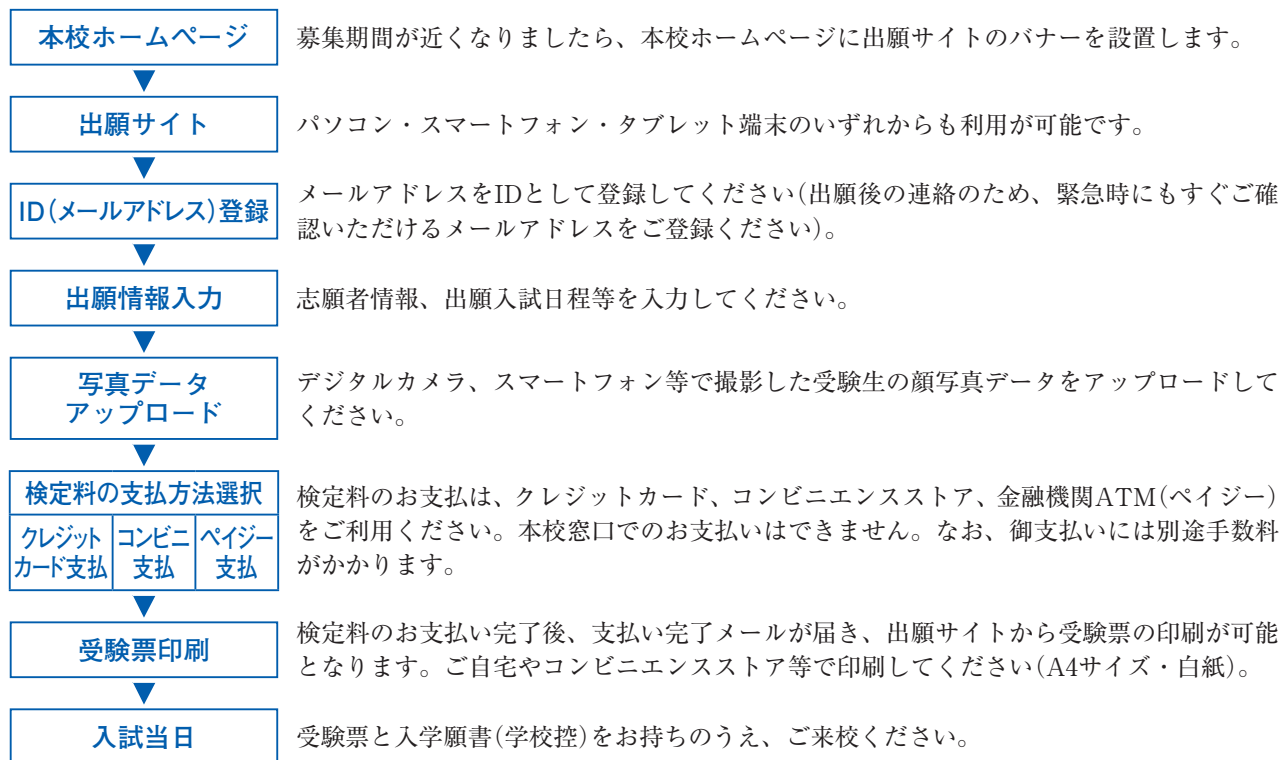 本校ホームページ
募集期間が近くなりましたら、本校ホームページに出願サイトのバナーを設置します。
出願サイト
パソコン・スマートフォン・タブレット端末のいずれからも利用が可能です。
ID(メールアドレス)登録
メールアドレスをIDとして登録してください(出願後の連絡のため、緊急時にもすぐご確
認いただけるメールアドレスをご登録ください)。
出願情報入力
志願者情報、出願入試日程等を入力してください。
写真データ
アップロード
デジタルカメラ、スマートフォン等で撮影した受験生の顔写真データをアップロードして
ください。
検定料の支払方法選択
クレジット
カード支払
コンビニ
支払
ペイジー
支払
検定料のお支払は、クレジットカード、コンビニエンスストア、金融機関ATM(ペイジー)
をご利用ください。本校窓口でのお支払いはできません。なお、御支払いには別途手数料
がかかります。
受験票印刷
検定料のお支払い完了後、支払い完了メールが届き、出願サイトから受験票の印刷が可能
となります。ご自宅やコンビニエンスストア等で印刷してください(A4サイズ・白紙)。
入試当日
受験票と入学願書(学校控)をお持ちのうえ、ご来校ください。